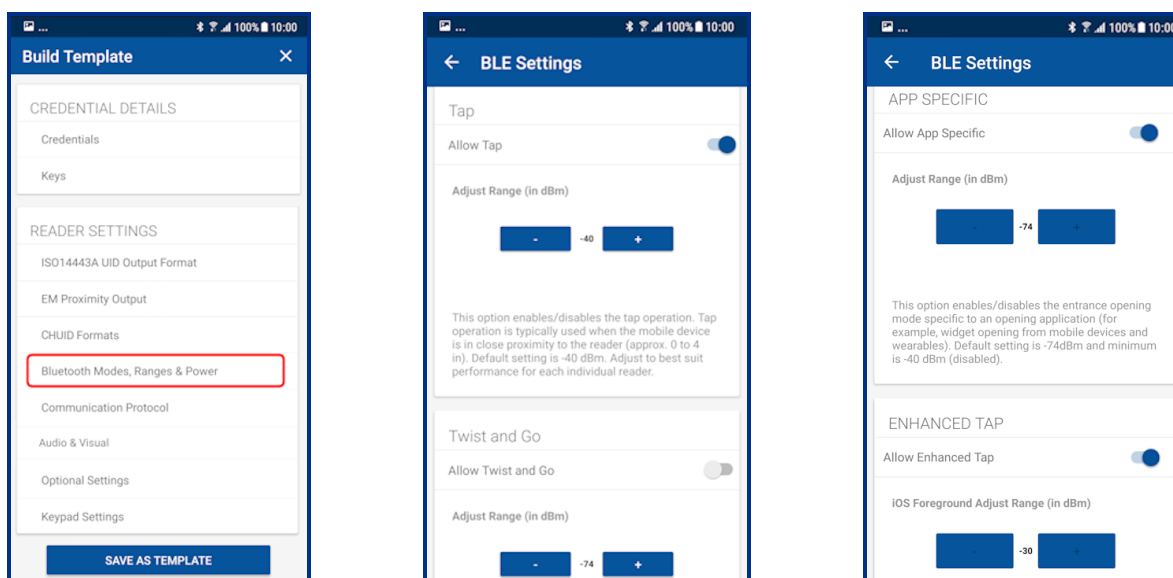 ... 100% 10:00
Build Template ×
CREDENTIAL DETAILS
Credentials
Keys
READER SETTINGS
ISO14443A UID Output Format
EM Proximity Output
CHUID Formats
Bluetooth Modes, Ranges & Power
Communication Protocol
Audio & Visual
Optional Settings
Keypad Settings
SAVE AS TEMPLATE
... 100% 10:00
← BLE Settings
Tap
Allow Tap
Adjust Range (in dBm)
- -40 +
This option enables/disables the tap operation. Tap
operation is typically used when the mobile device
is in close proximity to the reader (approx. 0 to 4
in). Default setting is -40 dBm. Adjust to best suit
performance for each individual reader.
Twist and Go
Allow Twist and Go
Adjust Range (in dBm)
- -74 +
... 100% 10:00
← BLE Settings
APP SPECIFIC
Allow App Specific
Adjust Range (in dBm)
- -74 +
This option enables/disables the entrance opening
mode specific to an opening application (for
example, widget opening from mobile devices and
wearables). Default setting is -74dBm and minimum
is -40 dBm (disabled).
ENHANCED TAP
Allow Enhanced Tap
iOS Foreground Adjust Range (in dBm)
- -30 +